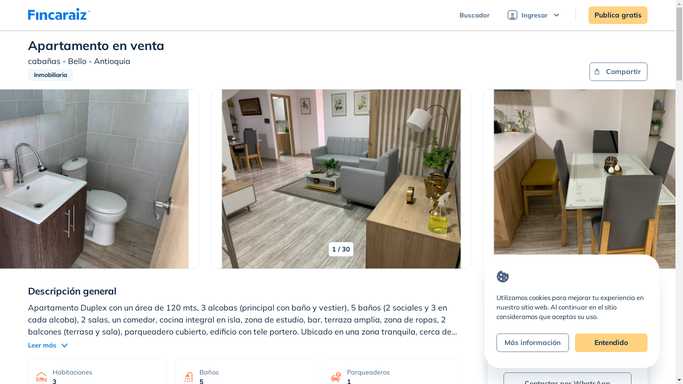 Fincaraiz
Buscador
Ingresar
Publica gratis
Apartamento en venta
cabañas - Bello - Antioquia
Inmobiliaria
Compartir
1 / 30
Descripción general
Apartamento Duplex con un área de 120 mts, 3 alcobas (principal con baño y vestier), 5 baños (2 sociales y 3 en
cada alcoba), 2 salas, un comedor, cocina integral en isla, zona de estudio, bar, terraza amplia, zona de ropas, 2
balcones (terraza y sala), parqueadero cubierto, edificio con tele portero. Ubicado en una zona tranquila, cerca de...
Leer más
Habitaciones
3
Baños
5
Parqueaderos
1
Utilizamos cookies para mejorar tu experiencia en
nuestro sitio web. Al continuar en el sitio
consideramos que aceptas su uso.
Más información
Entendido
Contactar por WhatsApp